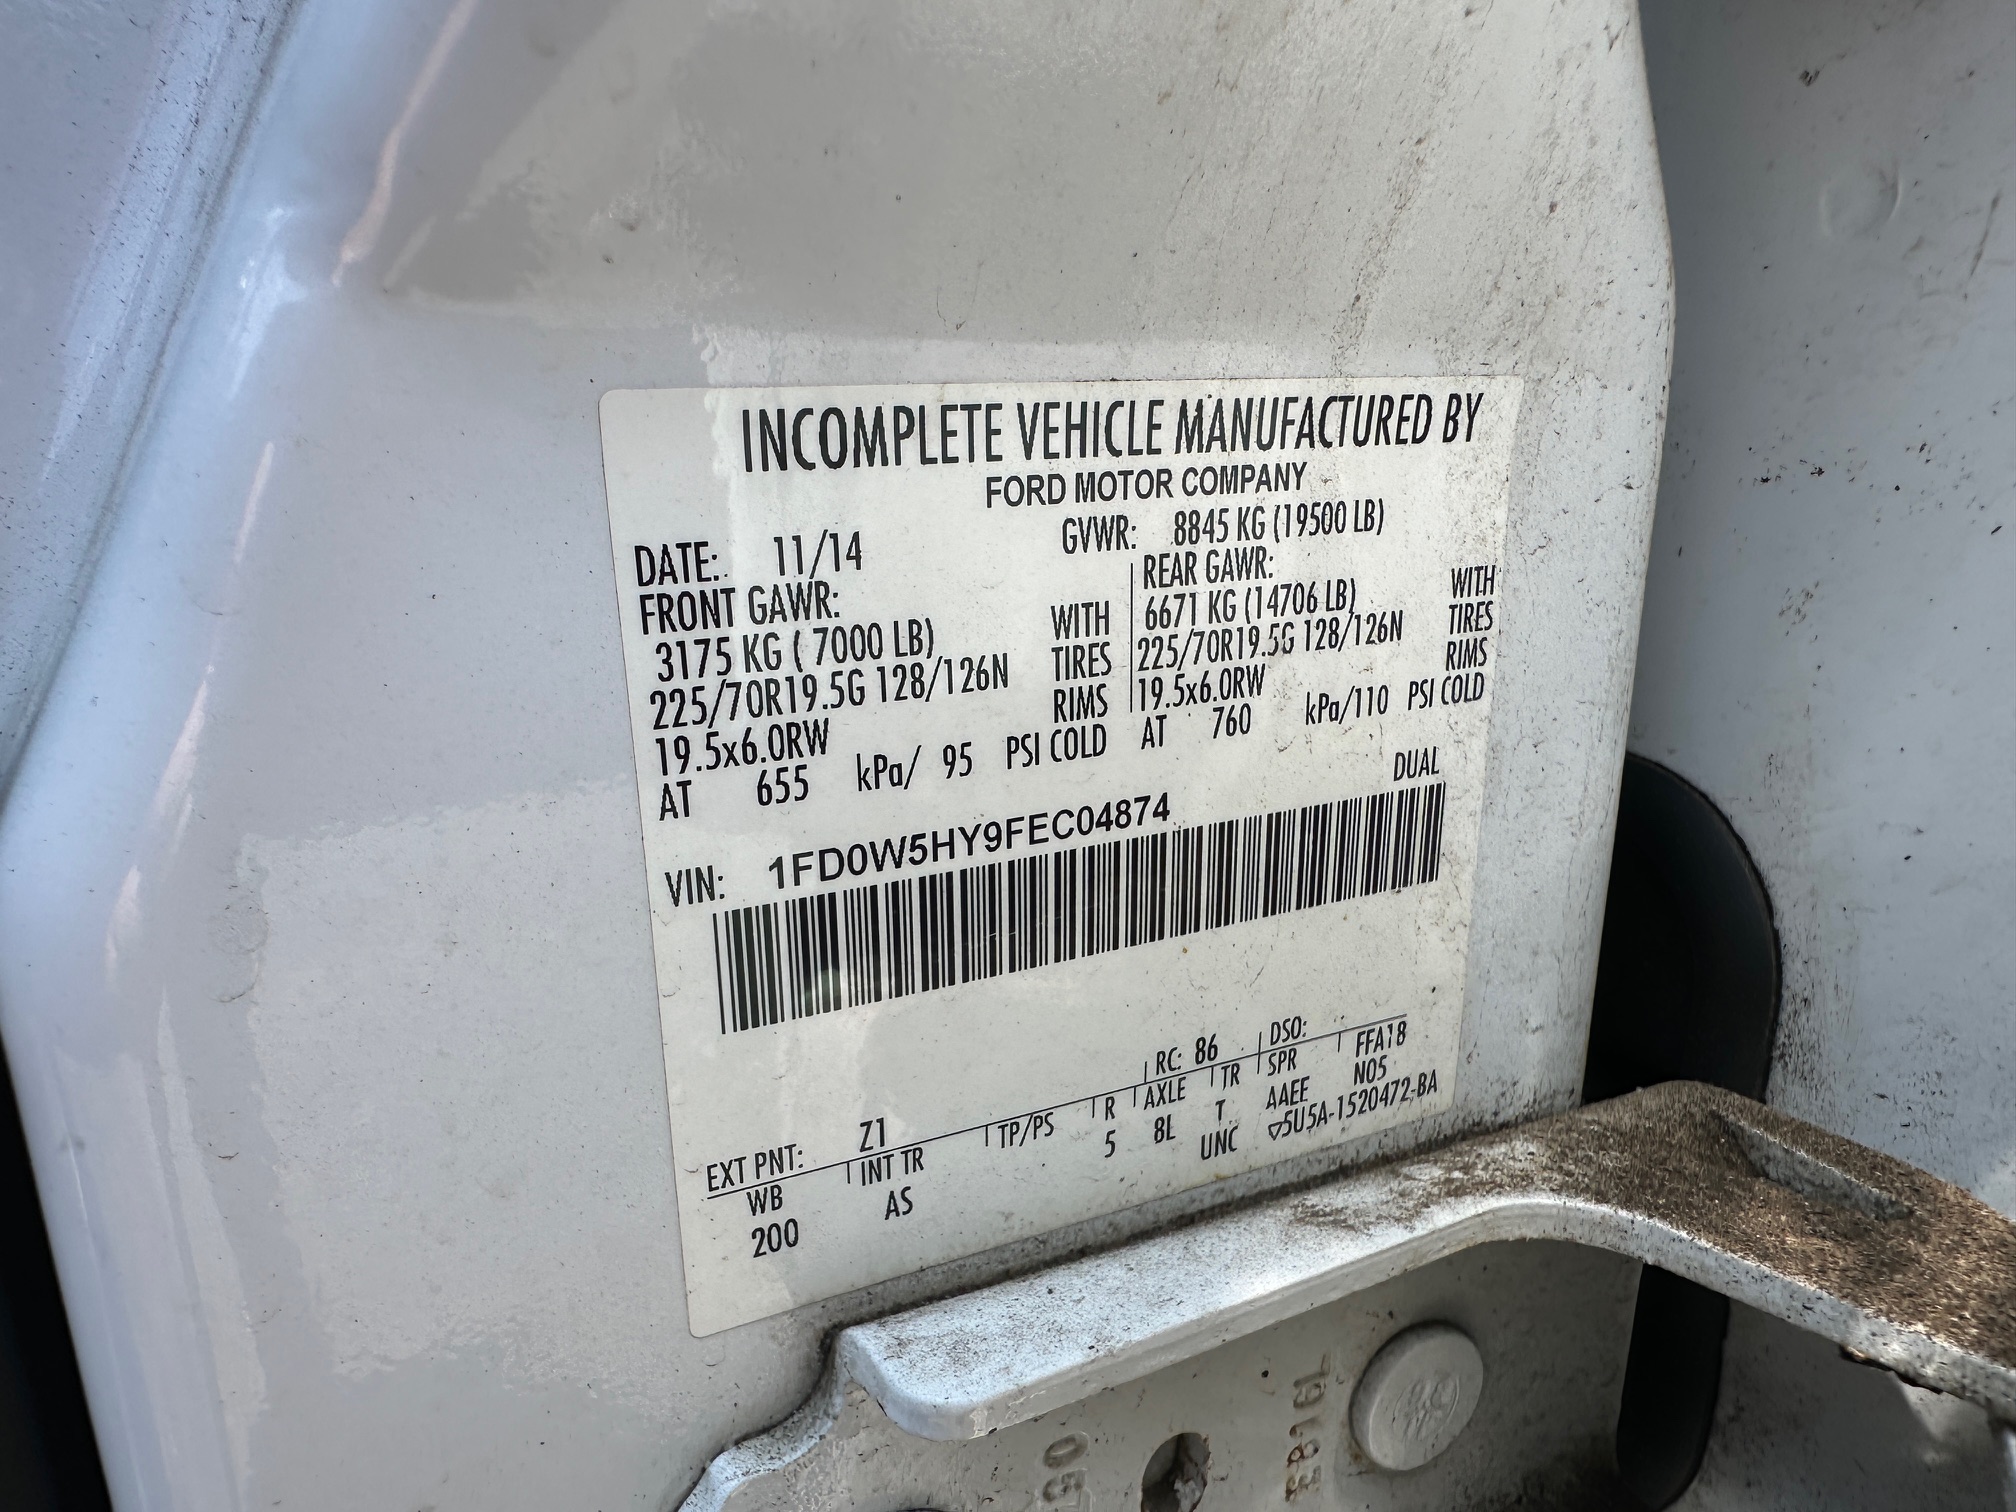 INCOMPLETE VEHICLE MANUFACTURED BY
FORD MOTOR COMPANY
DATE: 11/14 GVWR: 8845 KG (19500 LB)
FRONT GAWR: REAR GAWR:
3175 KG ( 7000 LB) WITH 6671 KG (14706 LB) WITH
225/70R19.5G 128/126N TIRES 225/70R19.5G 128/126N TIRES
19.5x6.0RW RIMS 19.5x6.0RW RIMS
AT 655 kPa/ 95 PSI COLD AT 760 kPa/110 PSI COLD
DUAL
VIN: 1FD0W5HY9FEC04874
EXT PNT: Z1 RC: 86 DSO: FFA18
WB INT TR TP/PS R AXLE TR SPR N05
200 AS 5 8L T AAEE
UNC ▽5U5A-1520472-BA